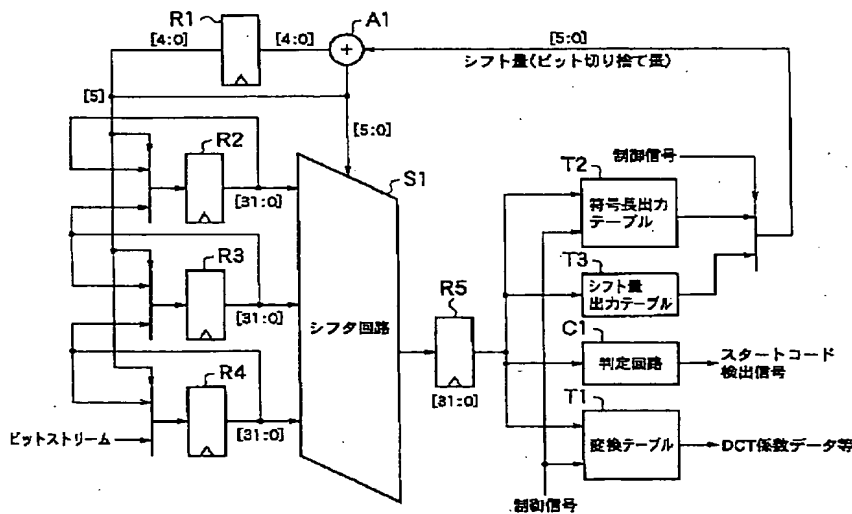 R1
A1
[4:0]
[4:0]
[5:0]
シフト量(ビット切り捨て量)
[5]
[5:0]
R2
S1
[31:0]
制御信号
T2
符号長出力
テーブル
R3
[31:0]
シフタ回路
R5
[31:0]
T3
シフト量
出力テーブル
C1
判定回路
スタートコード
検出信号
R4
[31:0]
ビットストリーム
T1
変換テーブル
DCT係数データ等
制御信号